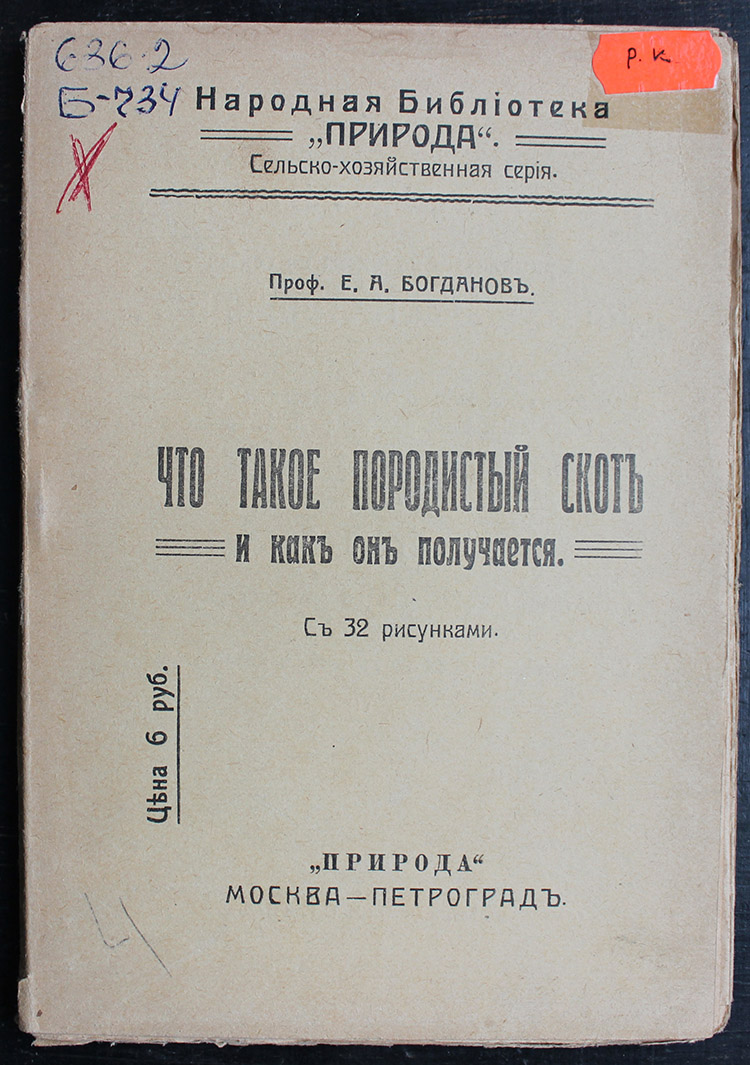 636.2
Б-734
р. к
Народная Библіотека
„ПРИРОДА“.
Сельско-хозяйственная серія.
Проф. Е. А. БОГДАНОВЪ.
ЧТО ТАКОЕ ПОРОДИСТЫЙ СКОТЪ
и какъ онъ получается.
Съ 32 рисунками.
Цѣна 6 руб.
„ПРИРОДА“
МОСКВА—ПЕТРОГРАДЪ.